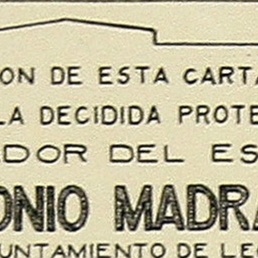 ON DE ESTA CARTA
LA DECIDIDA PROTE
DOR DEL ES
ONIO MADRA
UNTAMIENTO DE LE